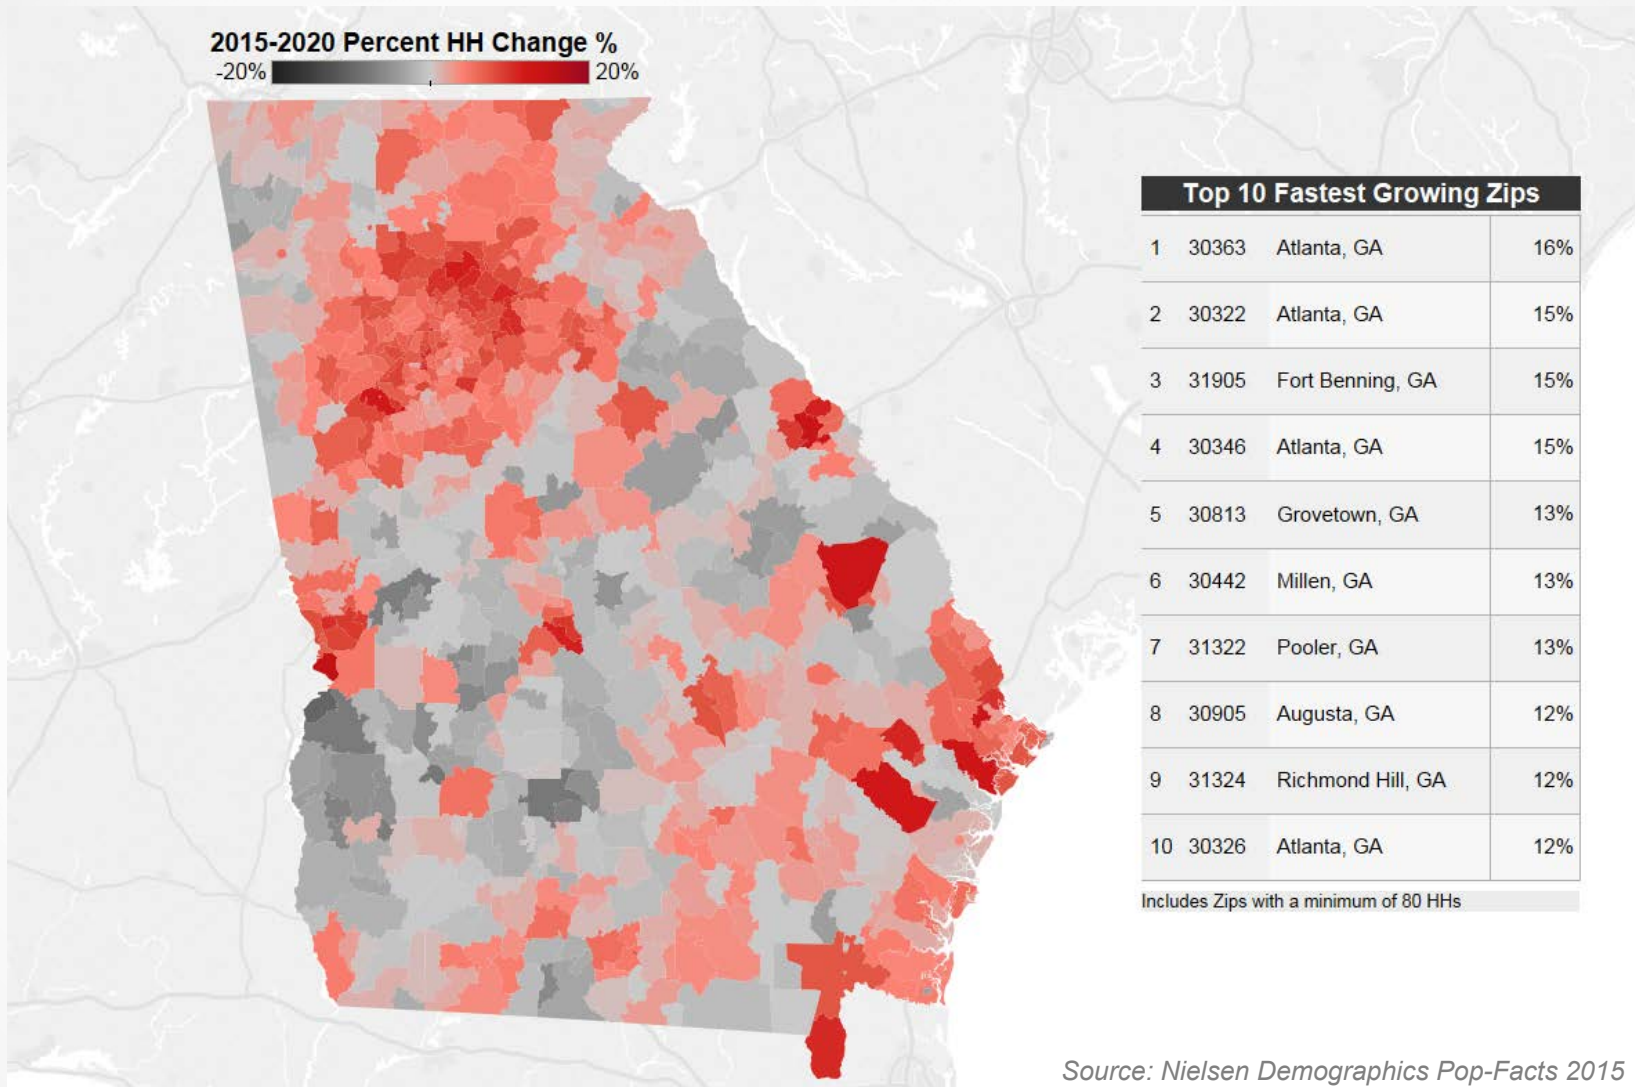 2015-2020 Percent HH Change %
-20% 20%
Top 10 Fastest Growing Zips
1 30363 Atlanta, GA 16%
2 30322 Atlanta, GA 15%
3 31905 Fort Benning, GA 15%
4 30346 Atlanta, GA 15%
5 30813 Grovetown, GA 13%
6 30442 Millen, GA 13%
7 31322 Pooler, GA 13%
8 30905 Augusta, GA 12%
9 31324 Richmond Hill, GA 12%
10 30326 Atlanta, GA 12%
Includes Zips with a minimum of 80 HHs
Source: Nielsen Demographics Pop-Facts 2015